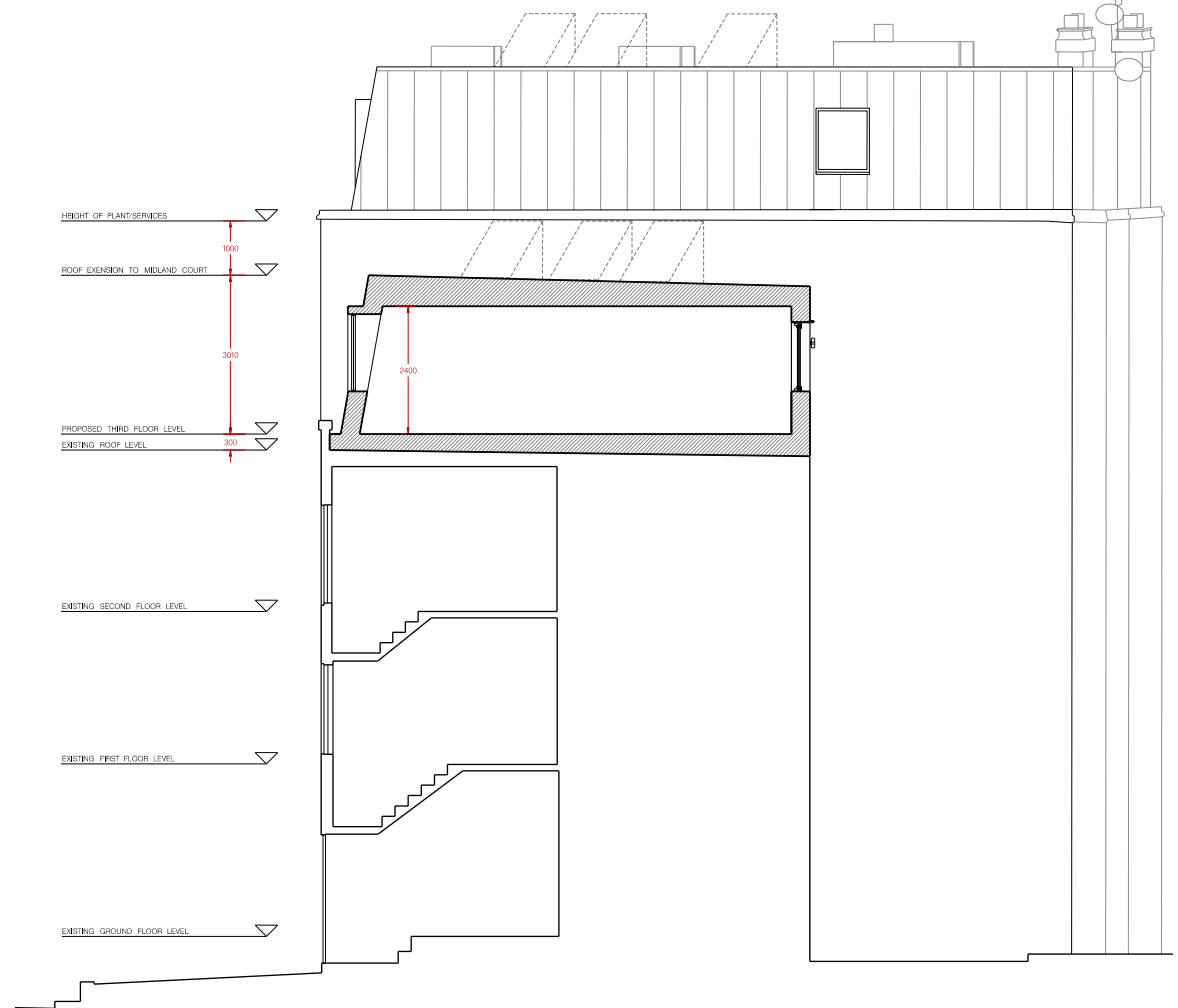 HEIGHT OF PLANT/SERVICES
1000
ROOF EXENSION TO MIDLAND COURT
3010
2400
PROPOSED THIRD FLOOR LEVEL
EXISTING ROOF LEVEL
300
EXISTING SECOND FLOOR LEVEL
EXISTING FIRST FLOOR LEVEL
EXISTING GROUND FLOOR LEVEL